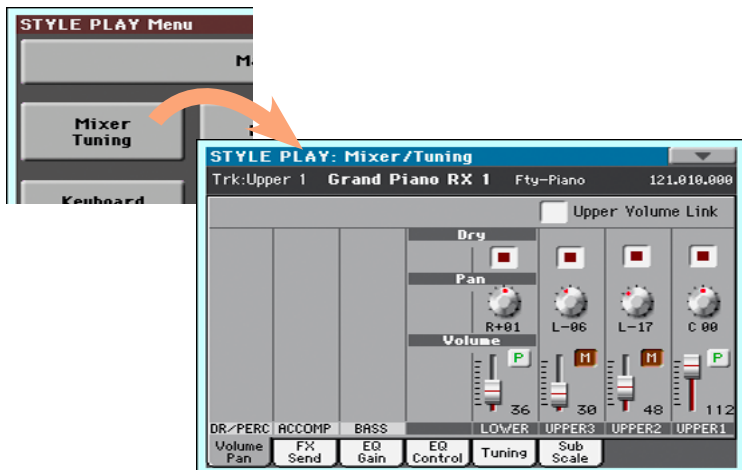 STYLE PLAY Menu
Mixer
Tuning
Keyboard
STYLE PLAY: Mixer/Tuning
Trk:Upper 1 Grand Piano RX 1 Fty-Piano 121.010.000
Upper Volume Link
Dry
Pan
R+01 L-06 L-17 C 00
Volume
P M M P
36 30 48 112
DR/PERC ACCOMP BASS LOWER UPPER3 UPPER2 UPPER1
Volume
Pan
FX
Send
EQ
Gain
EQ
Control
Tuning
Sub
Scale